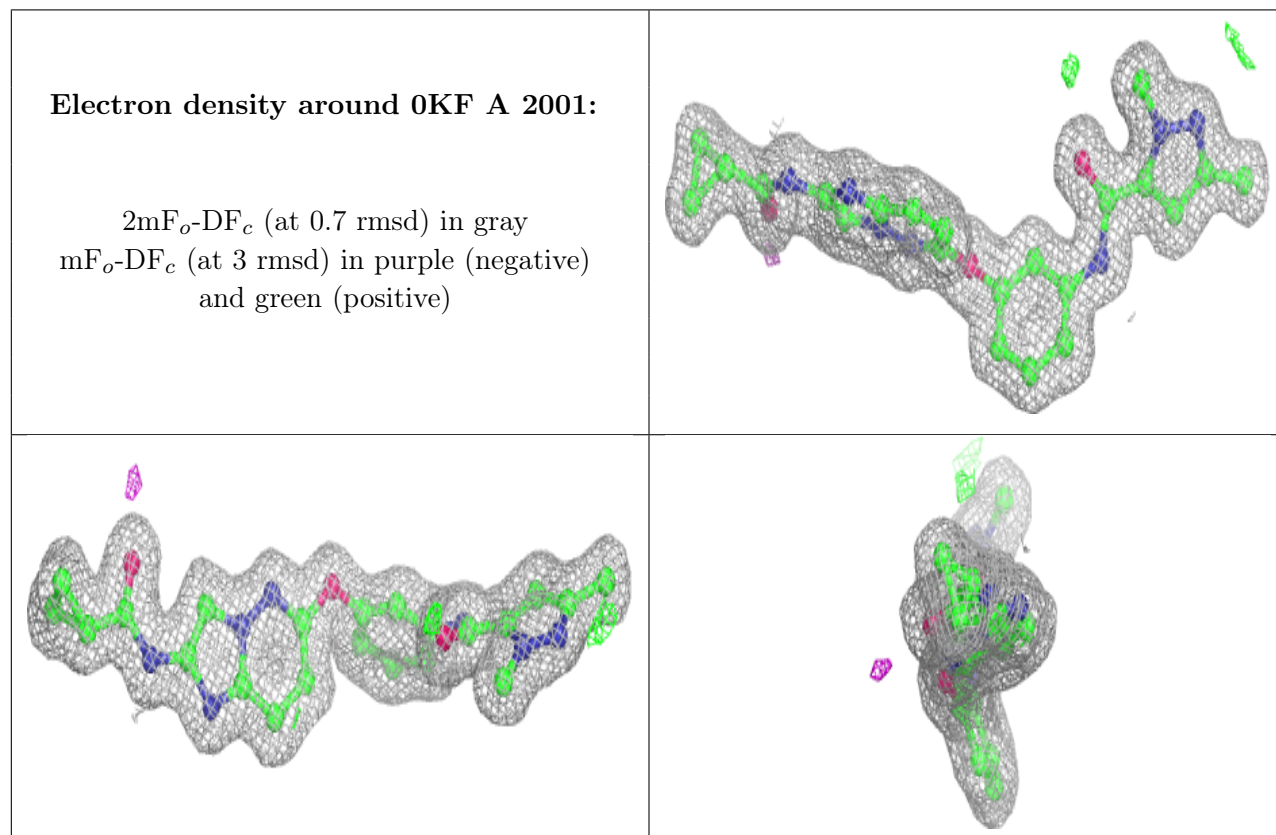 Electron density around 0KF A 2001:
2mFo-DFc (at 0.7 rmsd) in gray
mFo-DFc (at 3 rmsd) in purple (negative)
and green (positive)